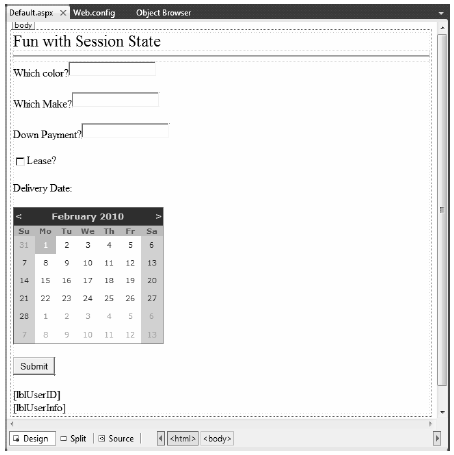 Default.aspx × Web.config Object Browser
body
Fun with Session State
Which color?
Which Make?
Down Payment?
Lease?
Delivery Date:
< February 2010 >
Su Mo Tu We Th Fr Sa
31 1 2 3 4 5 6
7 8 9 10 11 12 13
14 15 16 17 18 19 20
21 22 23 24 25 26 27
28 1 2 3 4 5 6
7 8 9 10 11 12 13
Submit
[lblUserID]
[lblUserInfo]
Design Split Source <html> <body>